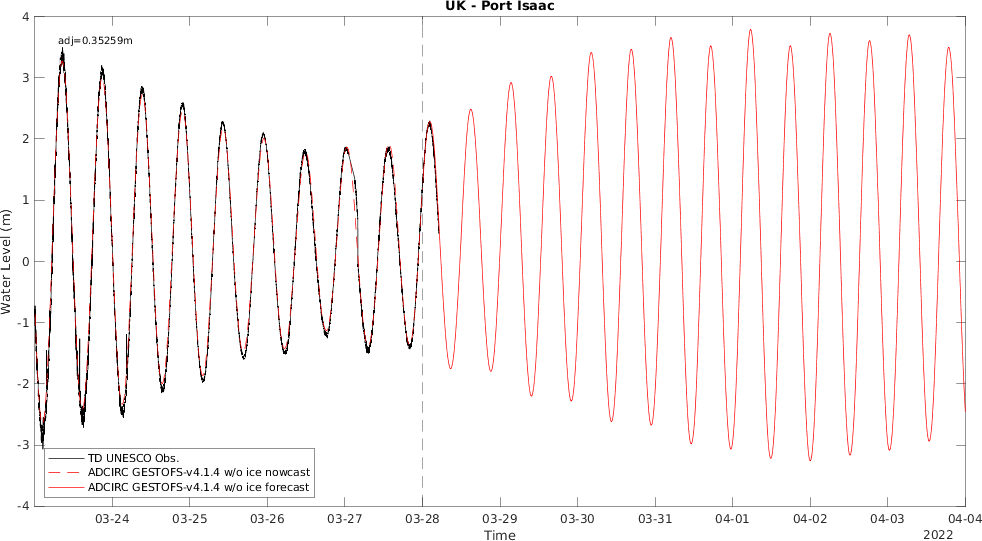 UK - Port Isaac
adj=0.35259m
4
3
2
1
0
-1
-2
-3
-4
Water Level (m)
TD UNESCO Obs.
ADCIRC GESTOFS-v4.1.4 w/o ice nowcast
ADCIRC GESTOFS-v4.1.4 w/o ice forecast
03-24 03-25 03-26 03-27 03-28 03-29 03-30 03-31 04-01 04-02 04-03 04-04
Time
2022